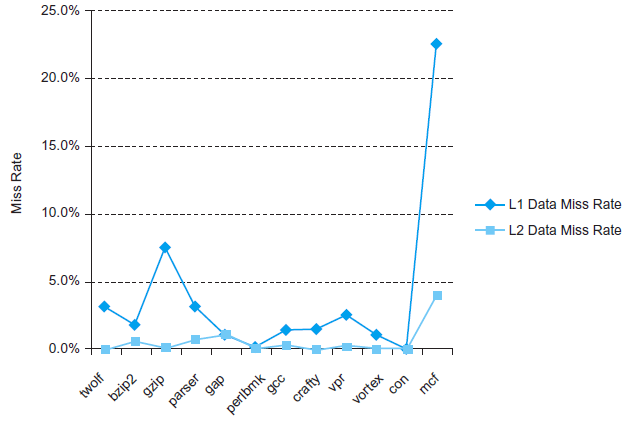 25.0%
20.0%
15.0%
10.0%
5.0%
0.0%
Miss Rate
L1 Data Miss Rate
L2 Data Miss Rate
twolf
bzip2
gzip
parser
gap
perlbmk
gcc
crafty
vpr
vortex
con
mcf